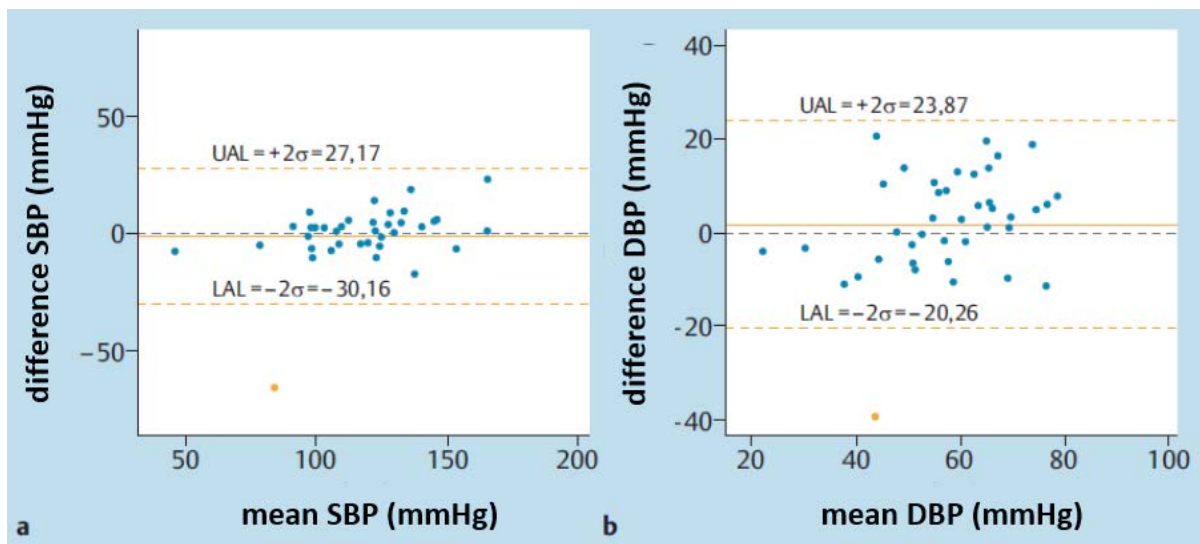 difference SBP (mmHg)
50
0
−50
UAL = +2σ = 27,17
LAL = −2σ = −30,16
50
100
150
200
mean SBP (mmHg)
a
difference DBP (mmHg)
40
20
0
-20
-40
UAL = +2σ = 23,87
LAL = −2σ = −20,26
20
40
60
80
100
mean DBP (mmHg)
b